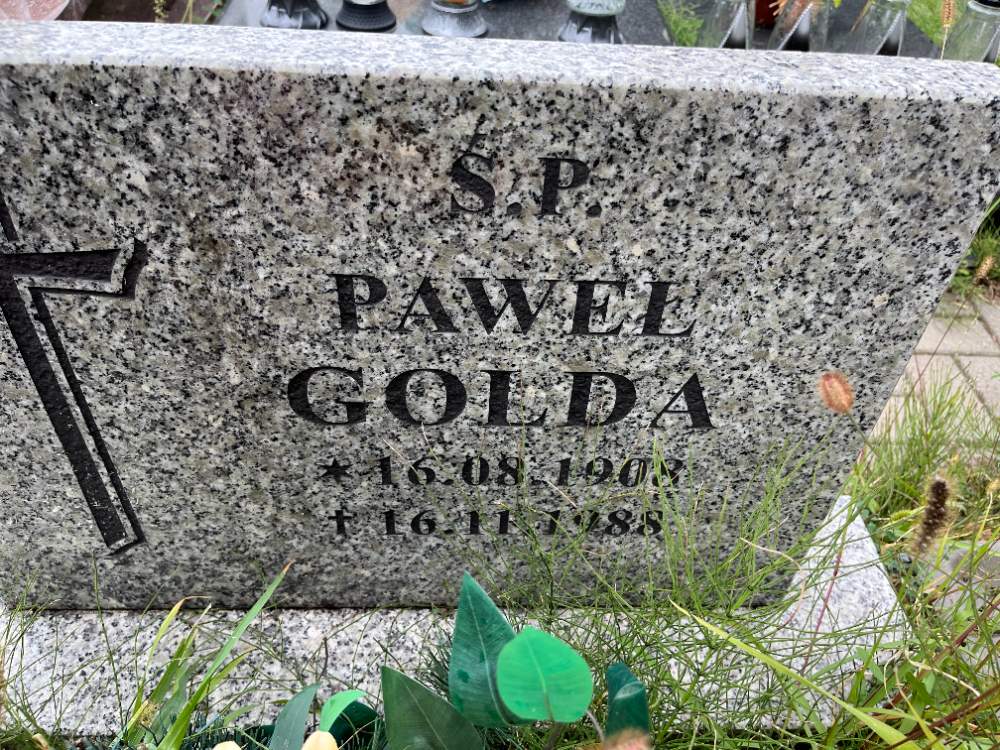 Ś.P.
PAWEL
GOLDA
★ 16.08.1908
✝ 16.11.1988